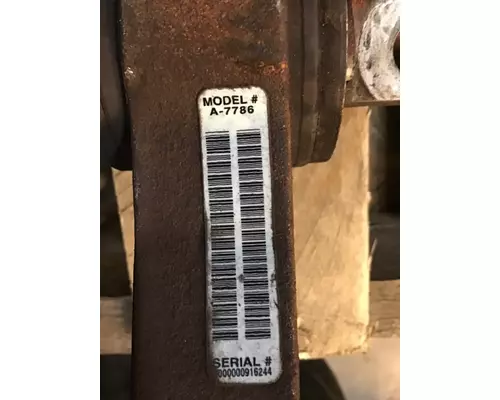 MODEL #
A-7786
SERIAL #
000000916244